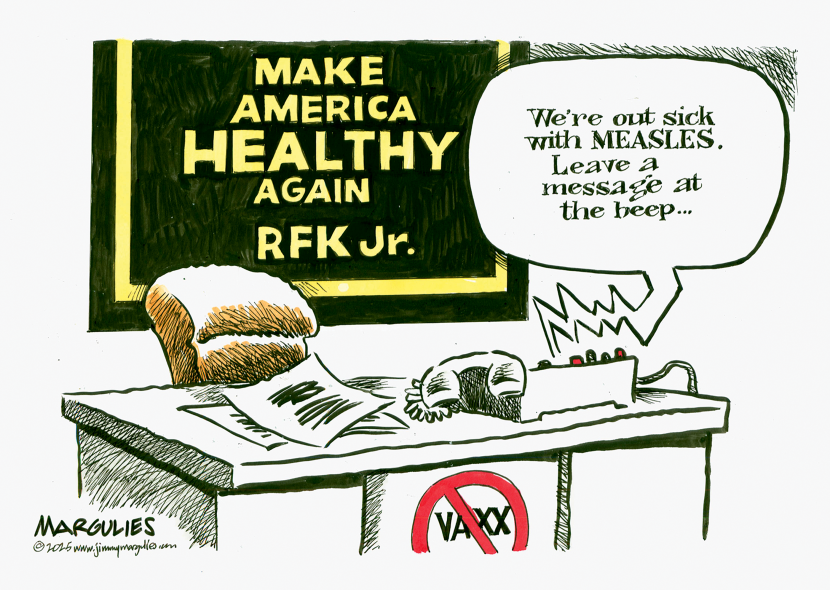 MAKE
AMERICA
HEALTHY
AGAIN
RFK Jr.
We're out sick
with MEASLES.
Leave a
message at
the beep...
VAXX
MARGULIES
© 2025 www.jimmymargulies.com